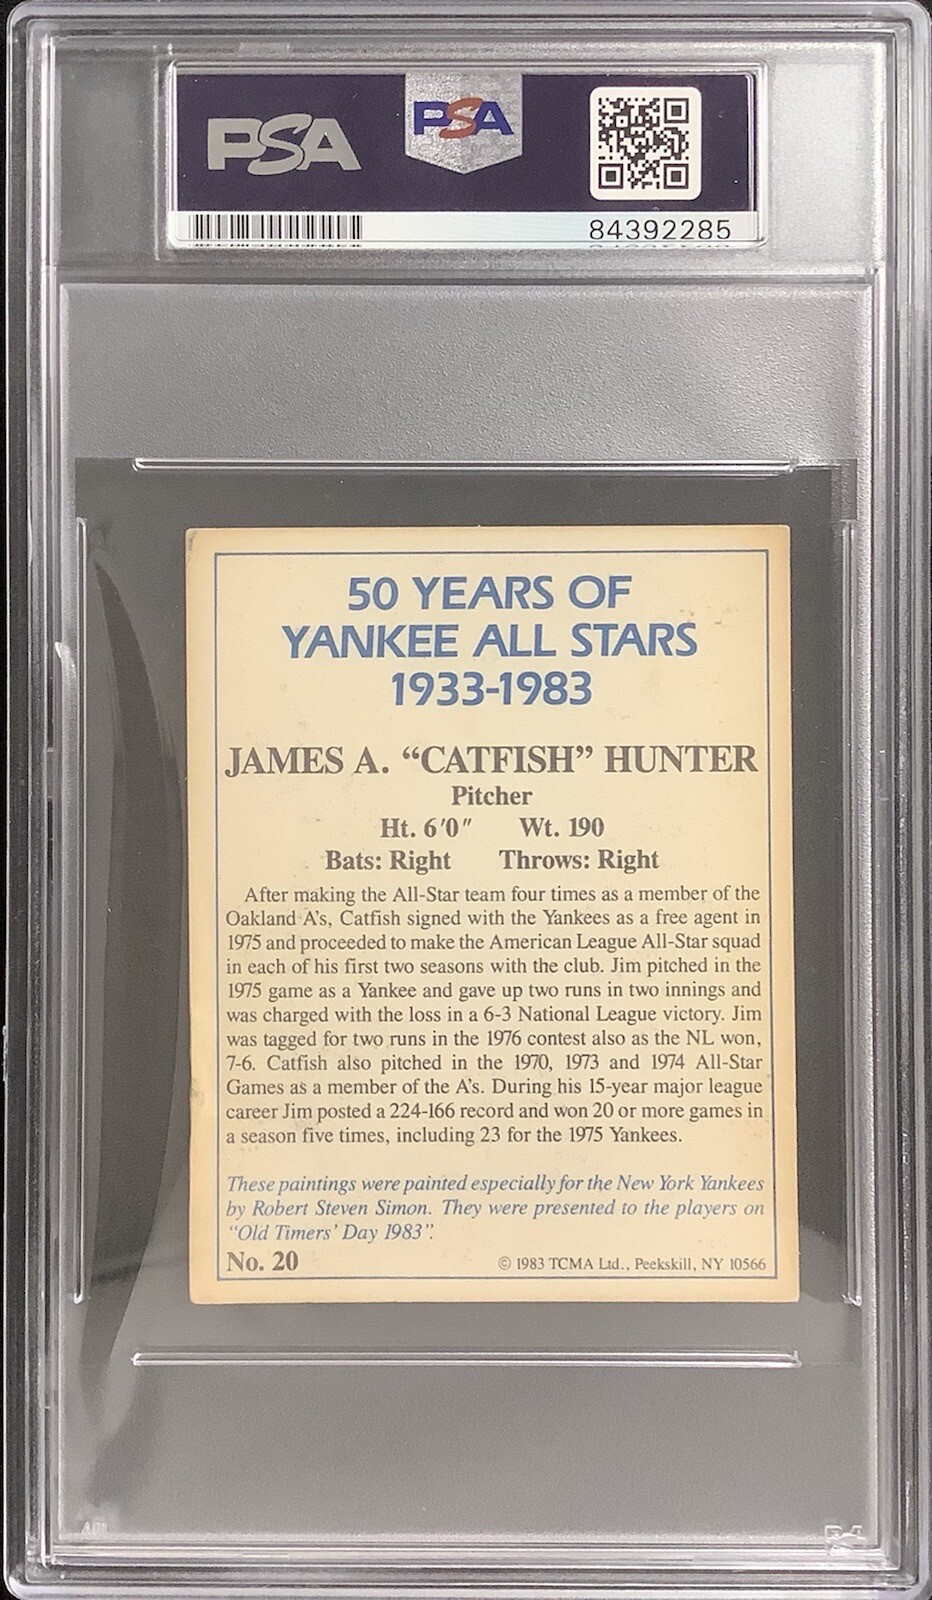 PSA
PSA
84392285
50 YEARS OF
YANKEE ALL STARS
1933-1983
JAMES A. “CATFISH” HUNTER
Pitcher
Ht. 6′0″ Wt. 190
Bats: Right Throws: Right
After making the All-Star team four times as a member of the
Oakland A's, Catfish signed with the Yankees as a free agent in
1975 and proceeded to make the American League All-Star squad
in each of his first two seasons with the club. Jim pitched in the
1975 game as a Yankee and gave up two runs in two innings and
was charged with the loss in a 6-3 National League victory. Jim
was tagged for two runs in the 1976 contest also as the NL won,
7-6. Catfish also pitched in the 1970, 1973 and 1974 All-Star
Games as a member of the A's. During his 15-year major league
career Jim posted a 224-166 record and won 20 or more games in
a season five times, including 23 for the 1975 Yankees.
These paintings were painted especially for the New York Yankees
by Robert Steven Simon. They were presented to the players on
“Old Timers' Day 1983”.
No. 20 © 1983 TCMA Ltd., Peekskill, NY 10566